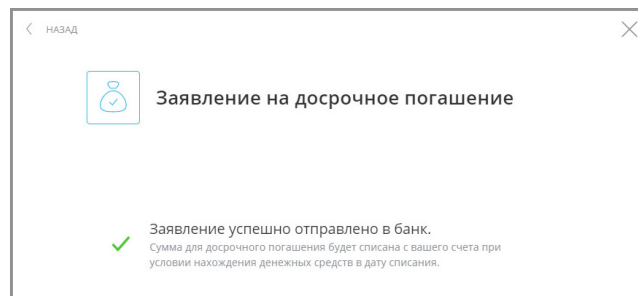 НАЗАД
Заявление на досрочное погашение
Заявление успешно отправлено в банк.
Сумма для досрочного погашения будет списана с вашего счета при
условии нахождения денежных средств в дату списания.